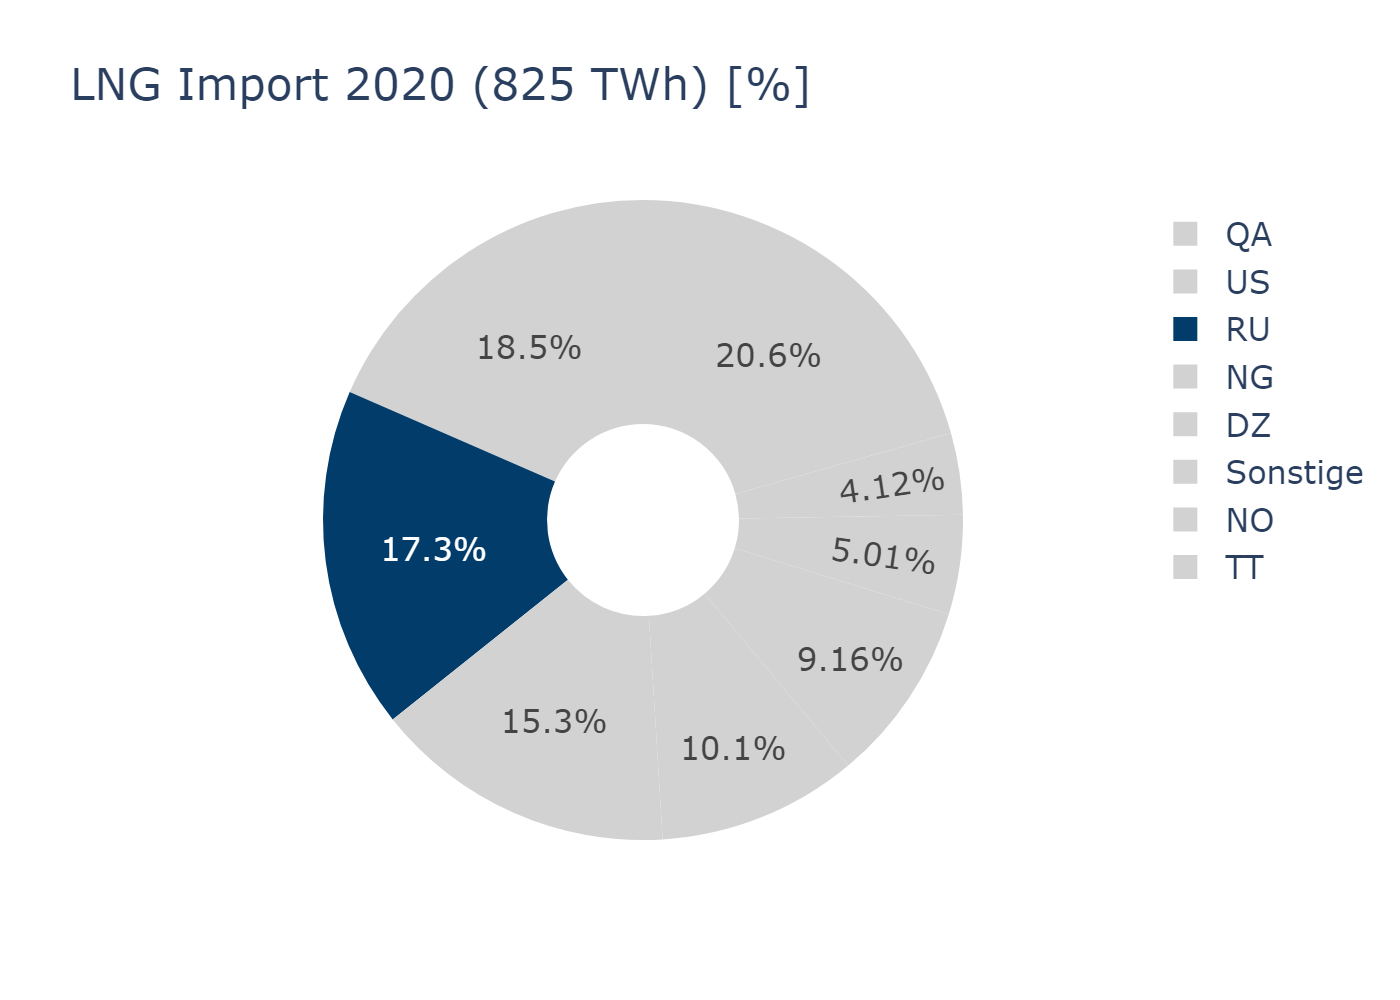 LNG Import 2020 (825 TWh) [%]
18.5%
20.6%
4.12%
17.3%
5.01%
9.16%
15.3%
10.1%
QA
US
RU
NG
DZ
Sonstige
NO
TT